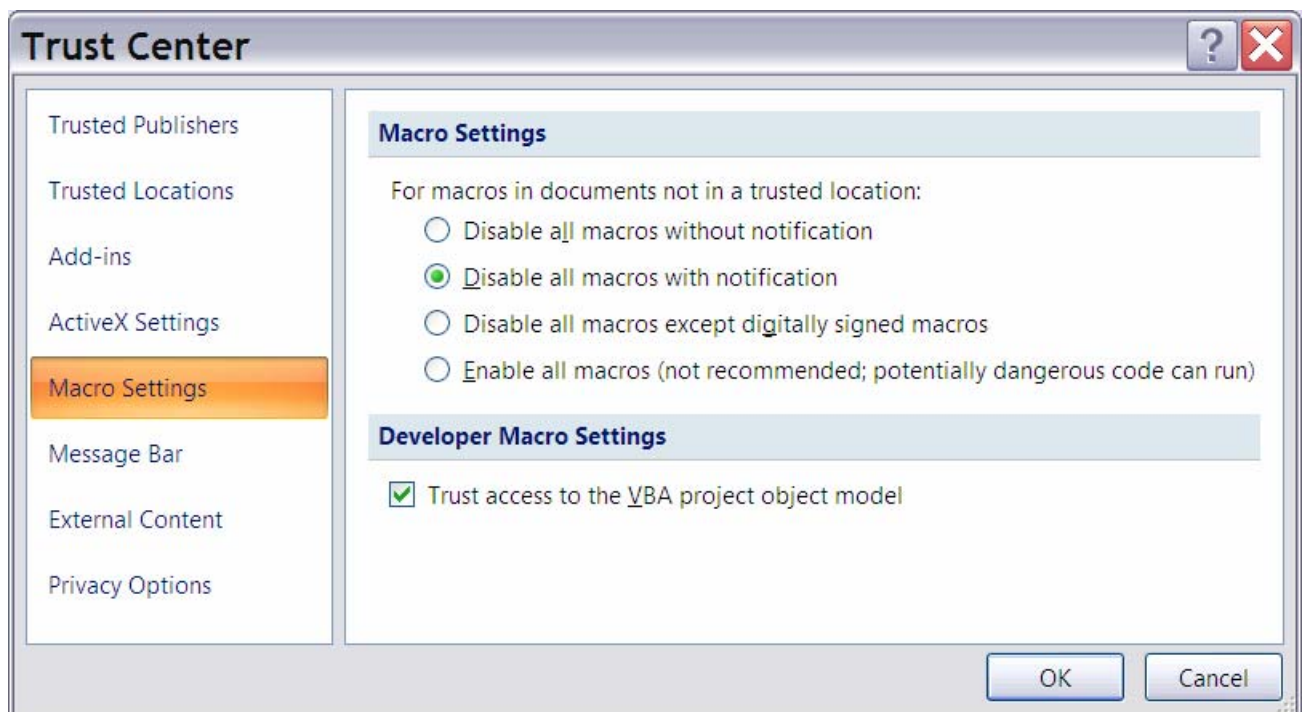 Trust Center
?
Trusted Publishers
Trusted Locations
Add-ins
ActiveX Settings
Macro Settings
Message Bar
External Content
Privacy Options
Macro Settings
For macros in documents not in a trusted location:
Disable all macros without notification
Disable all macros with notification
Disable all macros except digitally signed macros
Enable all macros (not recommended; potentially dangerous code can run)
Developer Macro Settings
Trust access to the VBA project object model
OK
Cancel